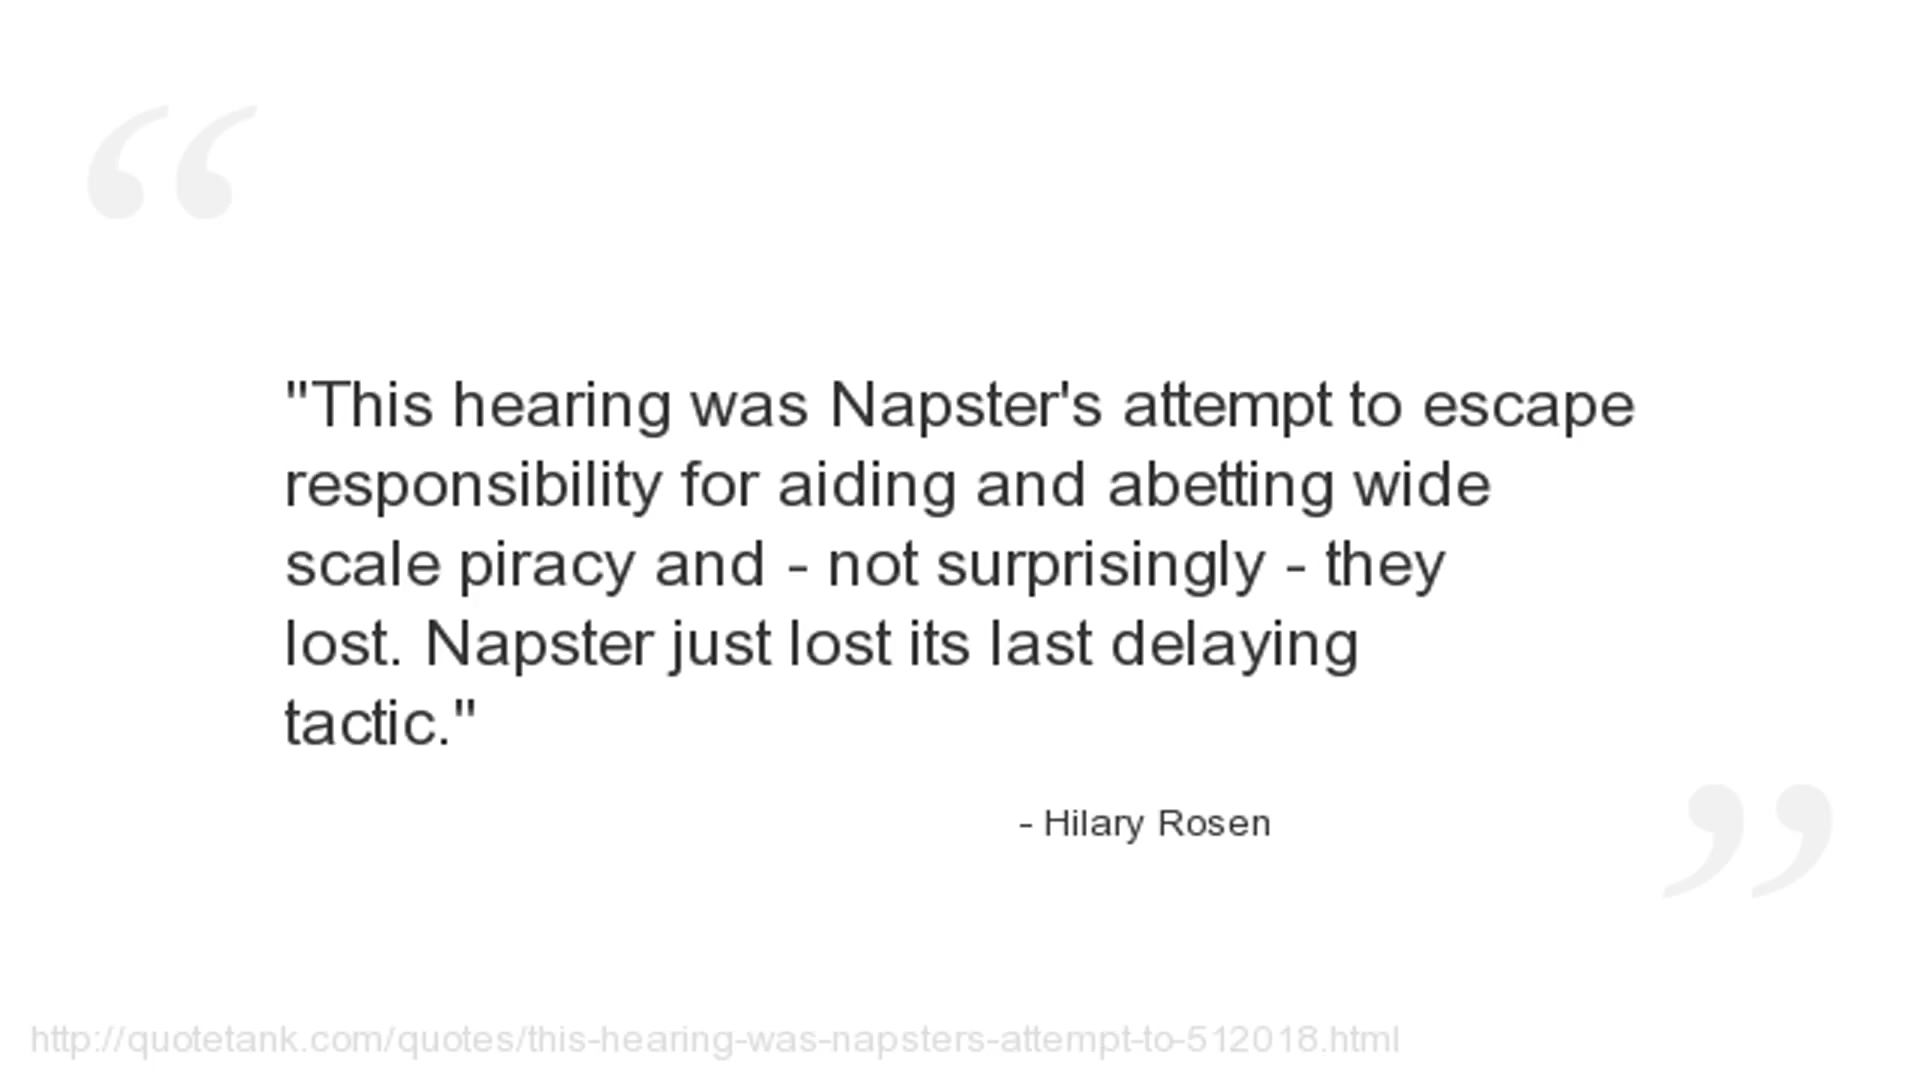 "This hearing was Napster's attempt to escape
responsibility for aiding and abetting wide
scale piracy and - not surprisingly - they
lost. Napster just lost its last delaying
tactic."
- Hilary Rosen
http://quotetank.com/quotes/this-hearing-was-napsters-attempt-to-512018.html